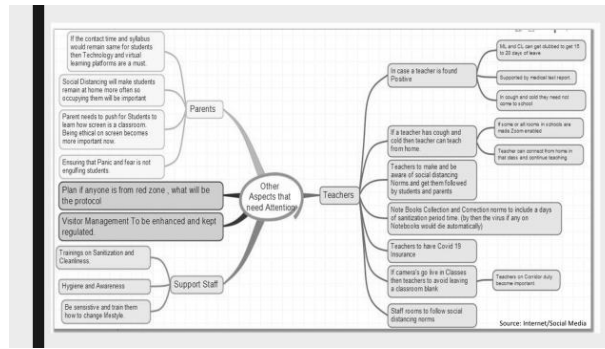 If the contact time and syllabus
would remain same for students
then Technology and virtual
learning platforms are a must.
Social Distancing will make students
remain at home more often so
occupying them will be important
Parent needs to push for Students to
learn how screen is a classroom.
Being ethical on screen becomes
more important now.
Ensuring that Panic and fear is not
engulfing students
Parents
Plan if anyone is from red zone , what will be
the protocol
Visitor Management To be enhanced and kept
regulated.
Trainings on Sanitization and
Cleanliness.
Hygiene and Awareness
Be sensitive and train them
how to change lifestyle.
Support Staff
Other
Aspects that
need Attention
Teachers
In case a teacher is found
Positive
ML and CL can get clubbed to get 15
to 20 days of leave
Supported by medical test report.
In cough and cold they need not
come to school.
If a teacher has cough and
cold then teacher can teach
from home.
If some or all rooms in schools are
made Zoom enabled
Teacher can connect from home in
that class and continue teaching
Teachers to make and be
aware of social distancing
Norms and get them followed
by students and parents
Note Books Collection and Correction norms to include a days
of sanitization period time. (by then the virus if any on
Notebooks would die automatically)
Teachers to have Covid 19
Insurance
If camera's go live in Classes
then teachers to avoid leaving
a classroom blank
Teachers on Corridor duty
become important.
Staff rooms to follow social
distancing norms
Source: Internet/Social Media